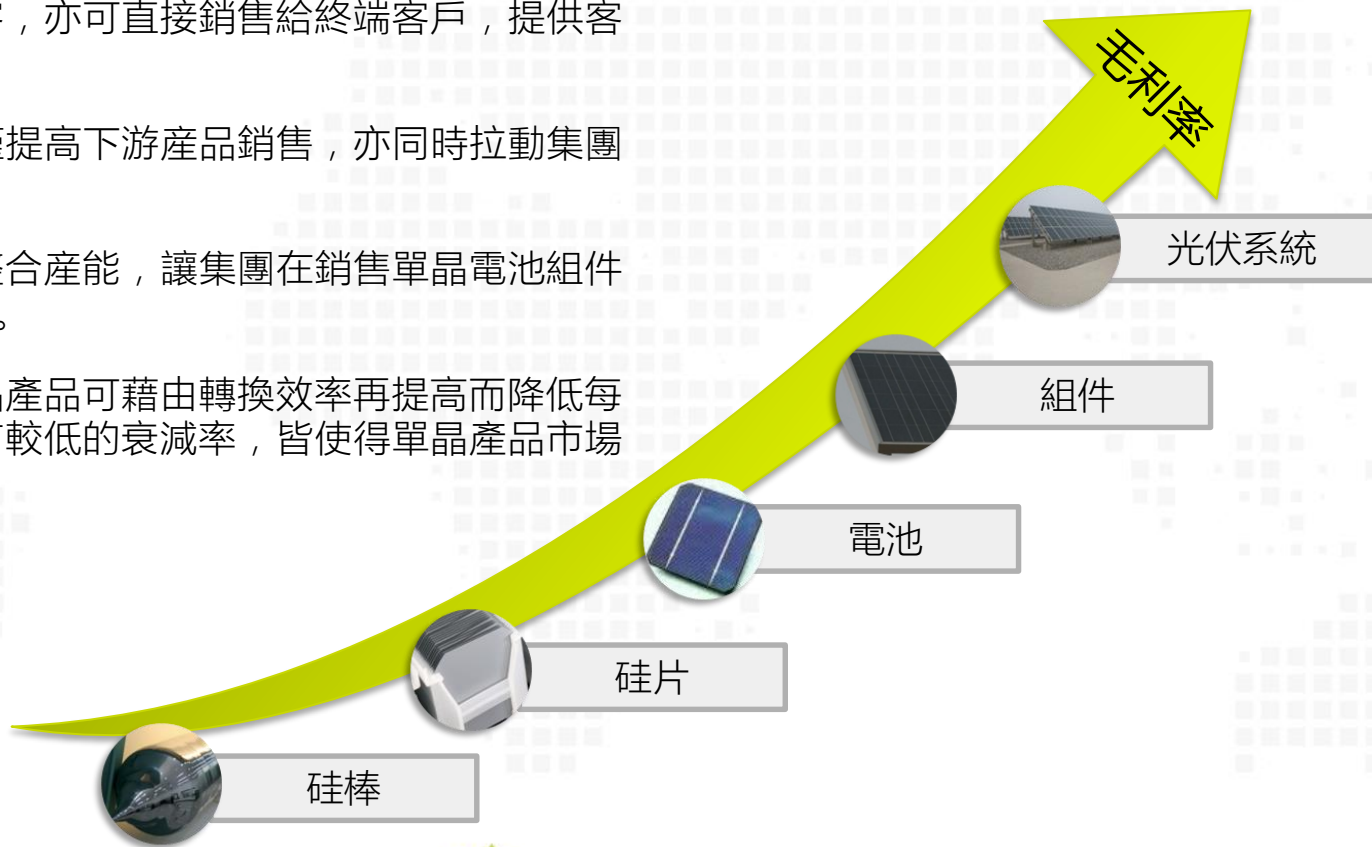 ，亦可直接銷售給終端客戶，提供客
提高下游産品銷售，亦同時拉動集團
合産能，讓集團在銷售單晶電池組件
。
產品可藉由轉換效率再提高而降低每
較低的衰減率，皆使得單晶產品市場
毛利率
光伏系統
組件
電池
硅片
硅棒